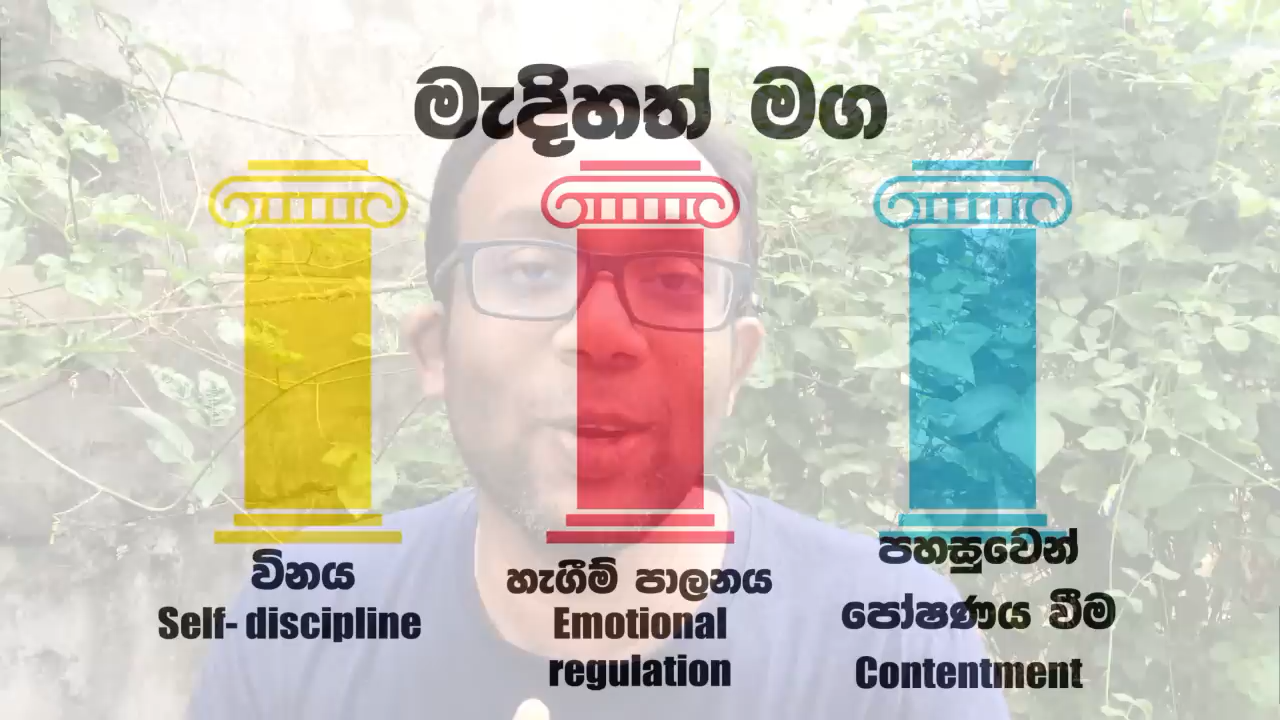 මැදිහත් මග
විනය
Self- discipline
හැගීම් පාලනය
Emotional
regulation
පහසුවෙන්
පෝෂණය වීම
Contentment